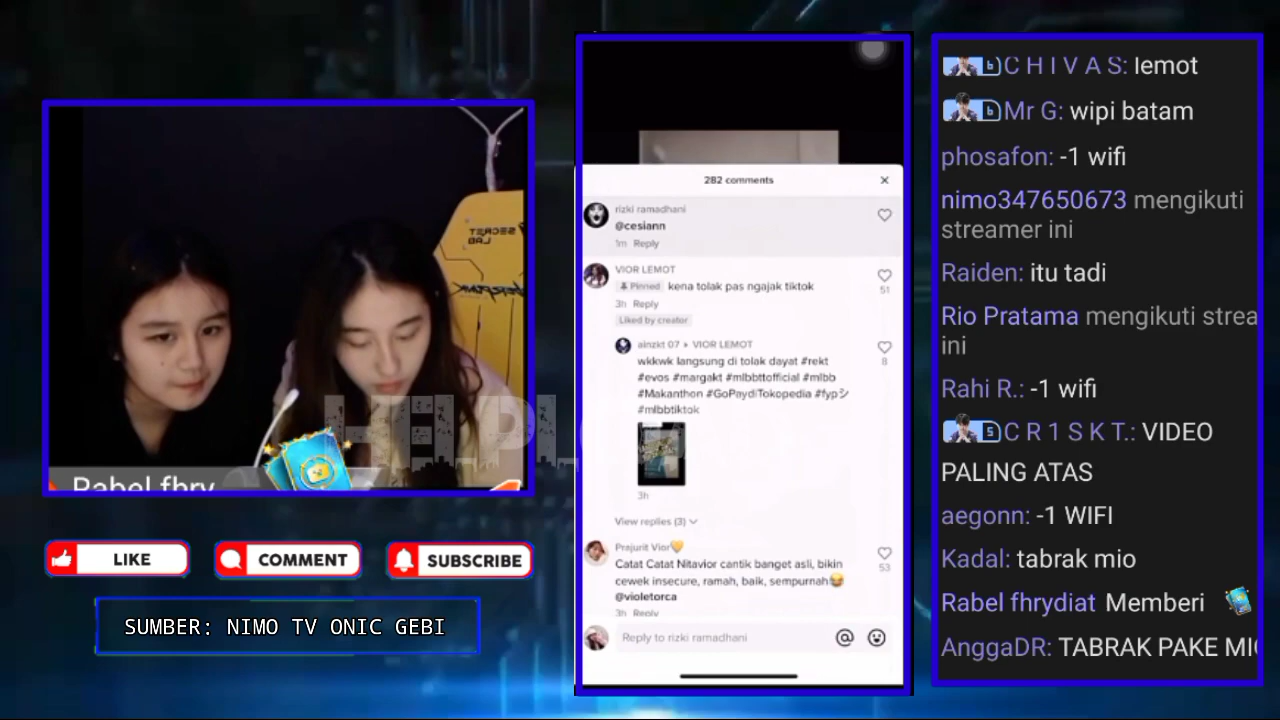 SECRET
LAB
Rabel fhry
LIKE
COMMENT
SUBSCRIBE
SUMBER: NIMO TV ONIC GEBI
282 comments
rizki ramadhani
@cesiann
1m Reply
VIOR LEMOT
Pinned kena tolak pas ngajak tiktok
51
3h Reply
Liked by creator
ainzkt 07 ▸ VIOR LEMOT
wkkwk langsung di tolak dayat #rekt
8
#evos #margakt #mlbbttofficial #mlbb
#Makanthon #GoPaydiTokopedia #fypシ
#mlbbtiktok
3h
View replies (3)
Prajurit Vior💛
Catat Catat Nitavior cantik banget asli, bikin
53
cewek insecure, ramah, baik, sempurnah😂
@violetorca
3h Reply
Reply to rizki ramadhani
C H I V A S: lemot
Mr G: wipi batam
phosafon: -1 wifi
nimo347650673 mengikuti
streamer ini
Raiden: itu tadi
Rio Pratama mengikuti strea
ini
Rahi R.: -1 wifi
C R 1 S K T.: VIDEO
PALING ATAS
aegonn: -1 WIFI
Kadal: tabrak mio
Rabel fhrydiat Memberi
AnggaDR: TABRAK PAKE MI